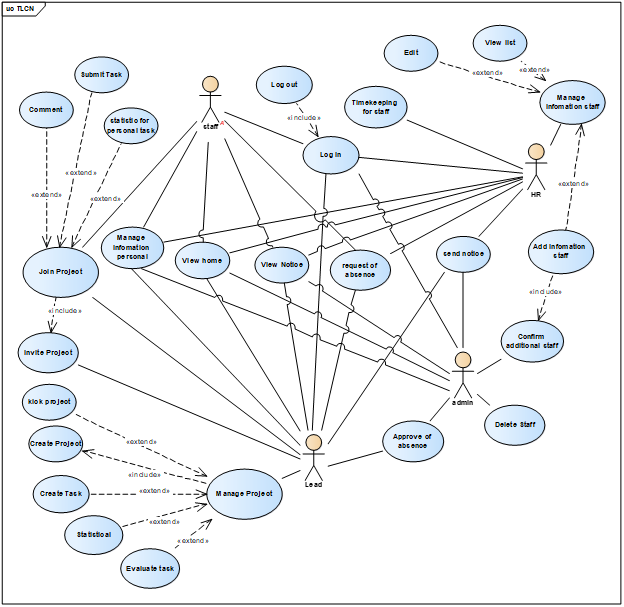 uc TLCN
View list
Edit
«extend»
«extend»
Submit Task
Log out
Manage
Infomation staff
Comment
Timekeeping
for staff
statistic for
personal task
staff
«include»
Log in
«extend»
HR
«extend»
«extend»
«extend»
Manage
infomation
personal
View home
View Notice
request of
absence
send notice
Add infomation
staff
Join Project
«include»
«include»
Confirm
additional staff
Invite Project
admin
kick project
Delete Staff
Create Project
«extend»
Approve of
absence
«include»
Lead
Create Task
«extend»
Manage Project
Statistical
«extend»
«extend»
Evaluate task